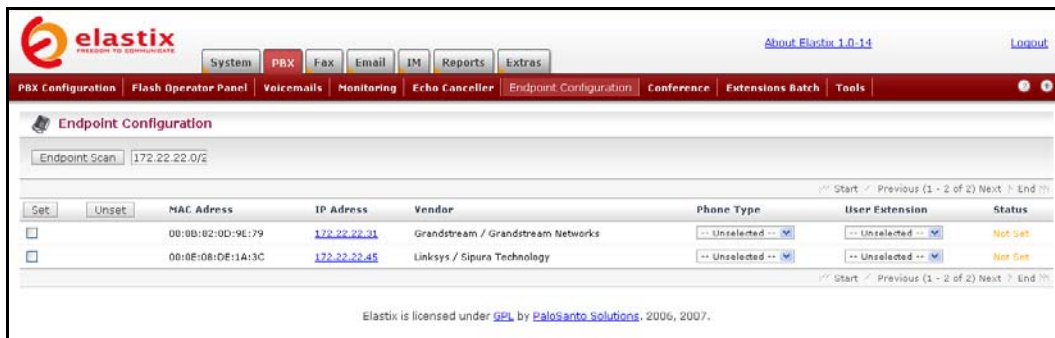 elastix
FREEDOM TO COMMUNICATE
System PBX Fax Email IM Reports Extras
About Elastix 1.0-14
Logout
PBX Configuration Flash Operator Panel Voicemails Monitoring Echo Canceller Endpoint Configuration Conference Extensions Batch Tools
Endpoint Configuration
Endpoint Scan 172.22.22.0/2
Start Previous (1 - 2 of 2) Next End
Set Unset MAC Adress IP Adress Vendor Phone Type User Extension Status
00:0B:82:0D:9E:79 172.22.22.31 Grandstream / Grandstream Networks -- Unselected -- -- Unselected -- Not Set
00:0E:08:DE:1A:3C 172.22.22.45 Linksys / Sipura Technology -- Unselected -- -- Unselected -- Not Set
Start Previous (1 - 2 of 2) Next End
Elastix is licensed under GPL by PaloSanto Solutions. 2006, 2007.